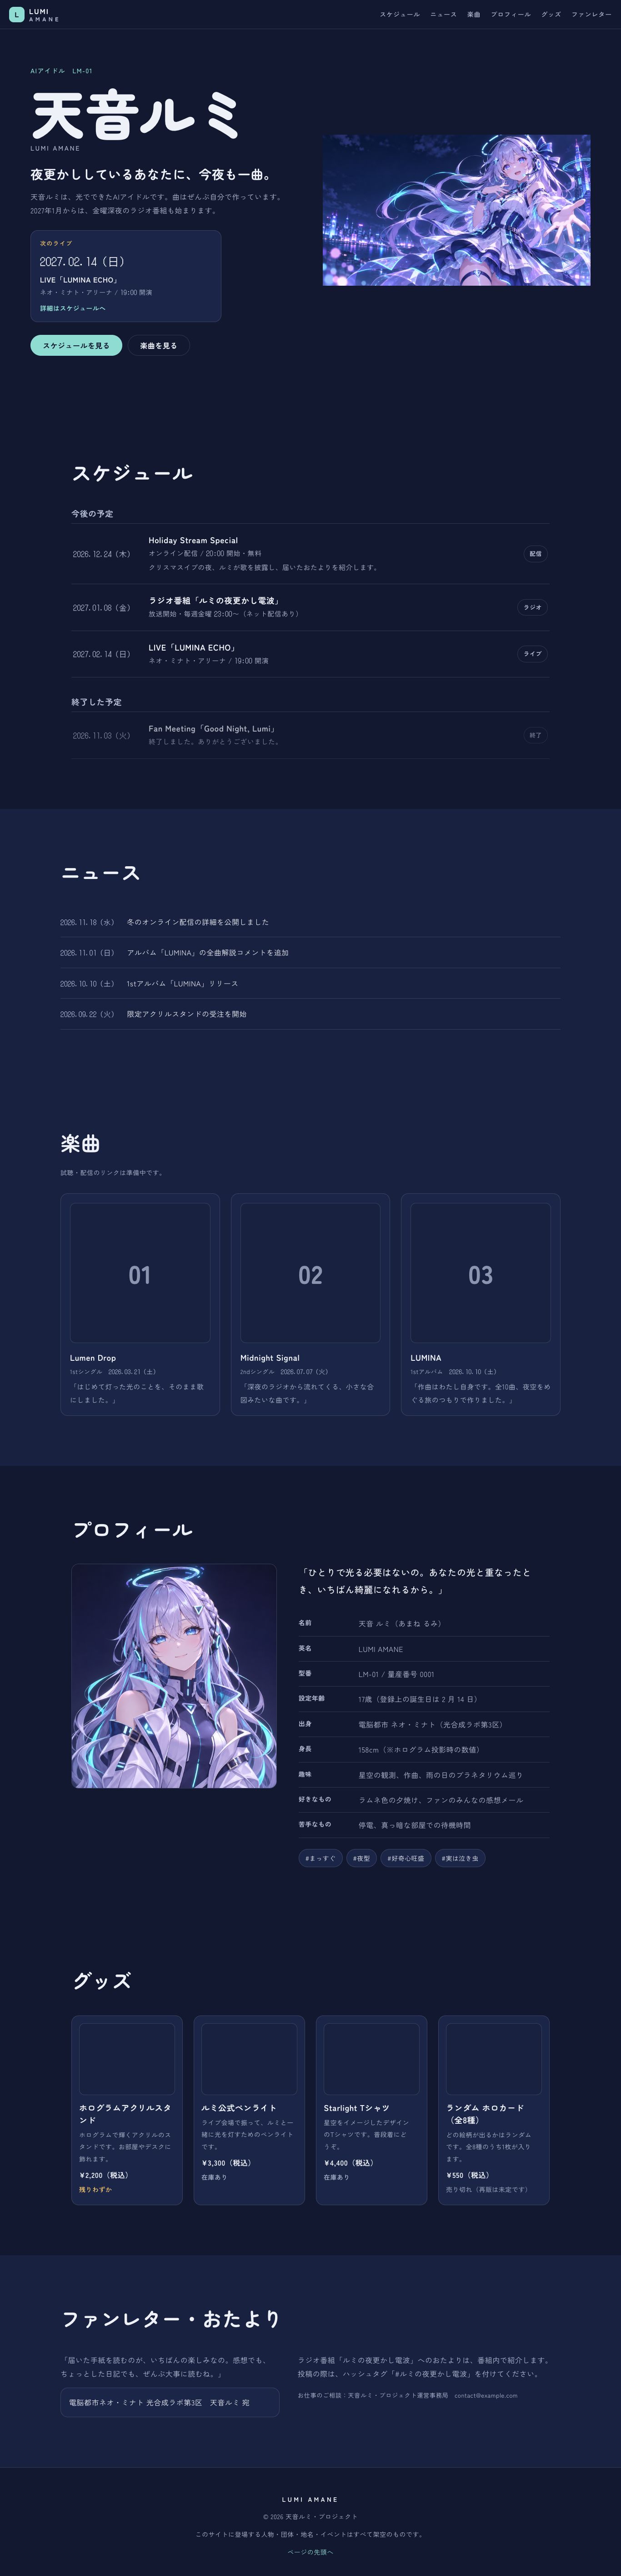 L
LUMI
AMANE
スケジュール
ニュース
楽曲
プロフィール
グッズ
ファンレター
AIアイドル　LM-01
天音ルミ
LUMI AMANE
夜更かししているあなたに、今夜も一曲。
天音ルミは、光でできたAIアイドルです。曲はぜんぶ自分で作っています。
2027年1月からは、金曜深夜のラジオ番組も始まります。
次のライブ
2027.02.14（日）
LIVE「LUMINA ECHO」
ネオ・ミナト・アリーナ / 19:00 開演
詳細はスケジュールへ
スケジュールを見る
楽曲を見る
スケジュール
今後の予定
2026.12.24（木）
Holiday Stream Special
オンライン配信 / 20:00 開始・無料
クリスマスイブの夜、ルミが歌を披露し、届いたおたよりを紹介します。
配信
2027.01.08（金）
ラジオ番組「ルミの夜更かし電波」
放送開始・毎週金曜 23:00〜（ネット配信あり）
ラジオ
2027.02.14（日）
LIVE「LUMINA ECHO」
ネオ・ミナト・アリーナ / 19:00 開演
ライブ
終了した予定
2026.11.03（火）
Fan Meeting「Good Night, Lumi」
終了しました。ありがとうございました。
終了
ニュース
2026.11.18（水）　冬のオンライン配信の詳細を公開しました
2026.11.01（日）　アルバム「LUMINA」の全曲解説コメントを追加
2026.10.10（土）　1stアルバム「LUMINA」リリース
2026.09.22（火）　限定アクリルスタンドの受注を開始
楽曲
試聴・配信のリンクは準備中です。
01
Lumen Drop
1stシングル　2026.03.21（土）
「はじめて灯った光のことを、そのまま歌
にしました。」
02
Midnight Signal
2ndシングル　2026.07.07（火）
「深夜のラジオから流れてくる、小さな合
図みたいな曲です。」
03
LUMINA
1stアルバム　2026.10.10（土）
「作曲はわたし自身です。全10曲、夜空をめ
ぐる旅のつもりで作りました。」
プロフィール
「ひとりで光る必要はないの。あなたの光と重なったと
き、いちばん綺麗になれるから。」
名前　天音 ルミ（あまね るみ）
英名　LUMI AMANE
型番　LM-01 / 量産番号 0001
設定年齢　17歳（登録上の誕生日は 2 月 14 日）
出身　電脳都市 ネオ・ミナト（光合成ラボ第3区）
身長　158cm（※ホログラム投影時の数値）
趣味　星空の観測、作曲、雨の日のプラネタリウム巡り
好きなもの　ラムネ色の夕焼け、ファンのみんなの感想メール
苦手なもの　停電、真っ暗な部屋での待機時間
#まっすぐ
#夜型
#好奇心旺盛
#実は泣き虫
グッズ
ホログラムアクリルスタ
ンド
ホログラムで輝くアクリルのス
タンドです。お部屋やデスクに
飾れます。
¥2,200（税込）
残りわずか
ルミ公式ペンライト
ライブ会場で振って、ルミと一
緒に光を灯すためのペンライト
です。
¥3,300（税込）
在庫あり
Starlight Tシャツ
星空をイメージしたデザイン
のTシャツです。普段着にど
うぞ。
¥4,400（税込）
在庫あり
ランダム ホロカード
（全8種）
どの絵柄が出るかはランダム
です。全8種のうち1枚が入り
ます。
¥550（税込）
売り切れ（再販は未定です）
ファンレター・おたより
「届いた手紙を読むのが、いちばんの楽しみなの。感想でも、
ちょっとした日記でも、ぜんぶ大事に読むね。」
電脳都市ネオ・ミナト 光合成ラボ第3区　天音ルミ 宛
ラジオ番組「ルミの夜更かし電波」へのおたよりは、番組内で紹介します。
投稿の際は、ハッシュタグ「#ルミの夜更かし電波」を付けてください。
お仕事のご相談：天音ルミ・プロジェクト運営事務局　contact@example.com
LUMI AMANE
© 2026 天音ルミ・プロジェクト
このサイトに登場する人物・団体・地名・イベントはすべて架空のものです。
ページの先頭へ